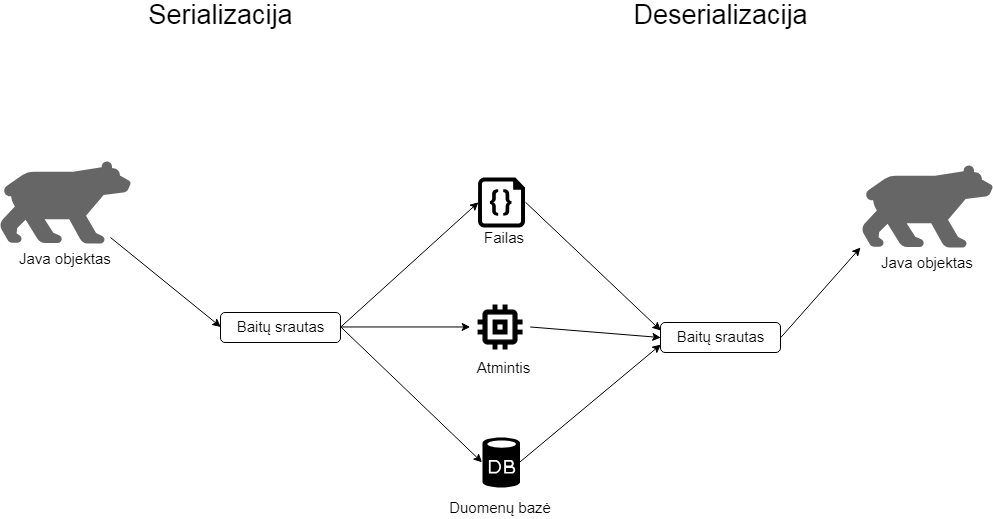 Serializacija
Deserializacija
Java objektas
Baitų srautas
{}
Failas
Atmintis
DB
Duomenų bazė
Baitų srautas
Java objektas